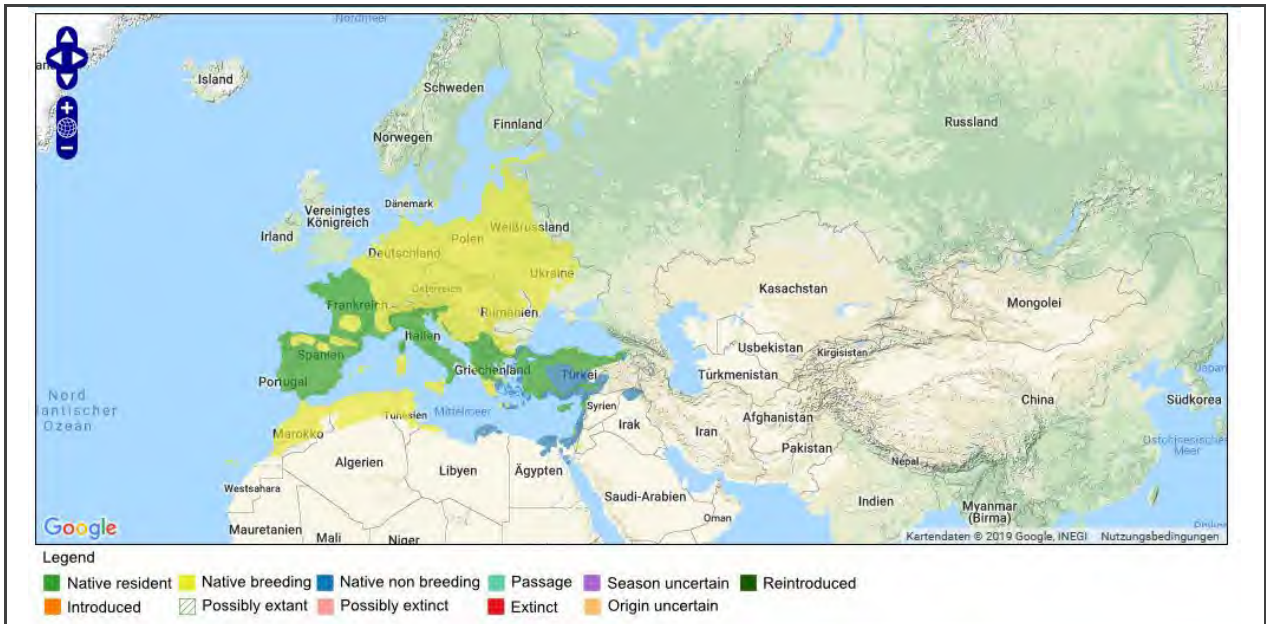 Nordmeer
Island
Schweden
Finnland
Russland
Norwegen
Vereinigtes
Königreich
Dänemark
Irland
Weißrussland
Polen
Deutschland
Ukraine
Österreich
Kasachstan
Mongolei
Frankreich
Rumänien
Italien
Usbekistan
Kirgisistan
Spanien
Griechenland
Türkei
Türkmenistan
Portugal
China
Südkorea
Nord
lantischer
Ozean
Tunesien
Mittelmeer
Syrien
Irak
Iran
Afghanistan
Pakistan
Marokko
Ostchinesisches
Meer
Algerien
Libyen
Ägypten
Nepal
Westsahara
Saudi-Arabien
Indien
Myanmar
(Birma)
Oman
Mauretanien
Mali
Niger
Google
Kartendaten © 2019 Google, INEGI Nutzungsbedingungen
Legend
Native resident Native breeding Native non breeding Passage Season uncertain Reintroduced
Introduced Possibly extant Possibly extinct Extinct Origin uncertain